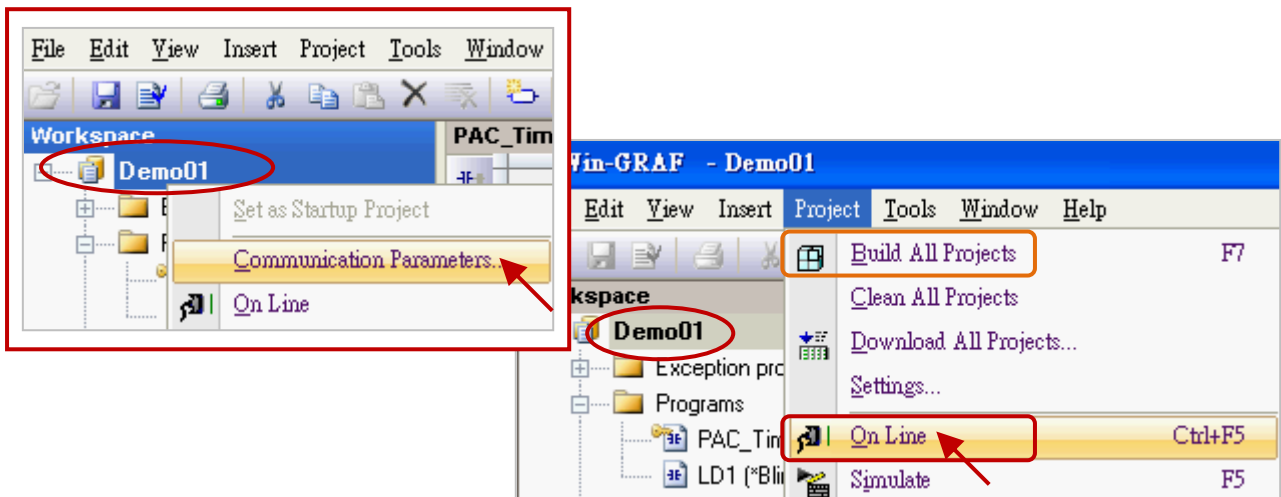 File Edit View Insert Project Tools Window
Workspace
PAC_Tim
Demo01
Set as Startup Project
Communication Parameters...
On Line
Win-GRAF - Demo01
Edit View Insert Project Tools Window Help
Build All Projects F7
kspace
Clean All Projects
Demo01
Download All Projects...
Exception pro
Settings...
Programs
PAC_Tim
On Line Ctrl+F5
LD1 (*Bli
Simulate F5